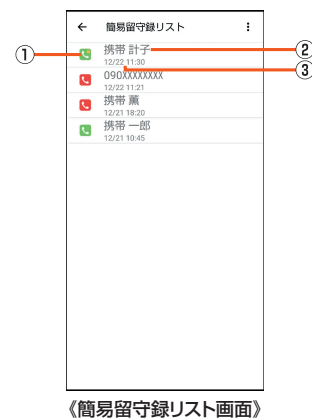 ← 簡易留守録リスト
① 携帯 計子 ②
12/22 11:30 ③
090XXXXXXXX
12/22 11:21
携帯 薫
12/21 18:20
携帯 一郎
12/21 10:45
《簡易留守録リスト画面》